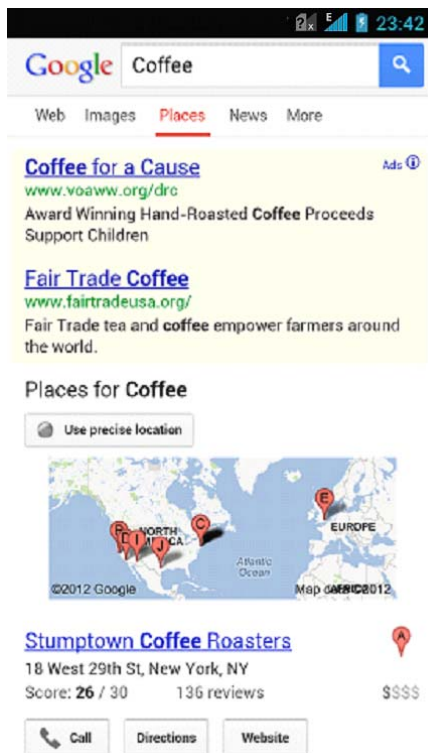 E 23:42
Google Coffee
Web Images Places News More
Coffee for a Cause Ads
www.voaww.org/drc
Award Winning Hand-Roasted Coffee Proceeds
Support Children
Fair Trade Coffee
www.fairtradeusa.org/
Fair Trade tea and coffee empower farmers around
the world.
Places for Coffee
Use precise location
E
C
NORTH
EUROPE
D I J
Atlantic
Ocean
©2012 Google
Stumptown Coffee Roasters A
18 West 29th St, New York, NY
Score: 26 / 30 136 reviews $$$$
Call Directions Website